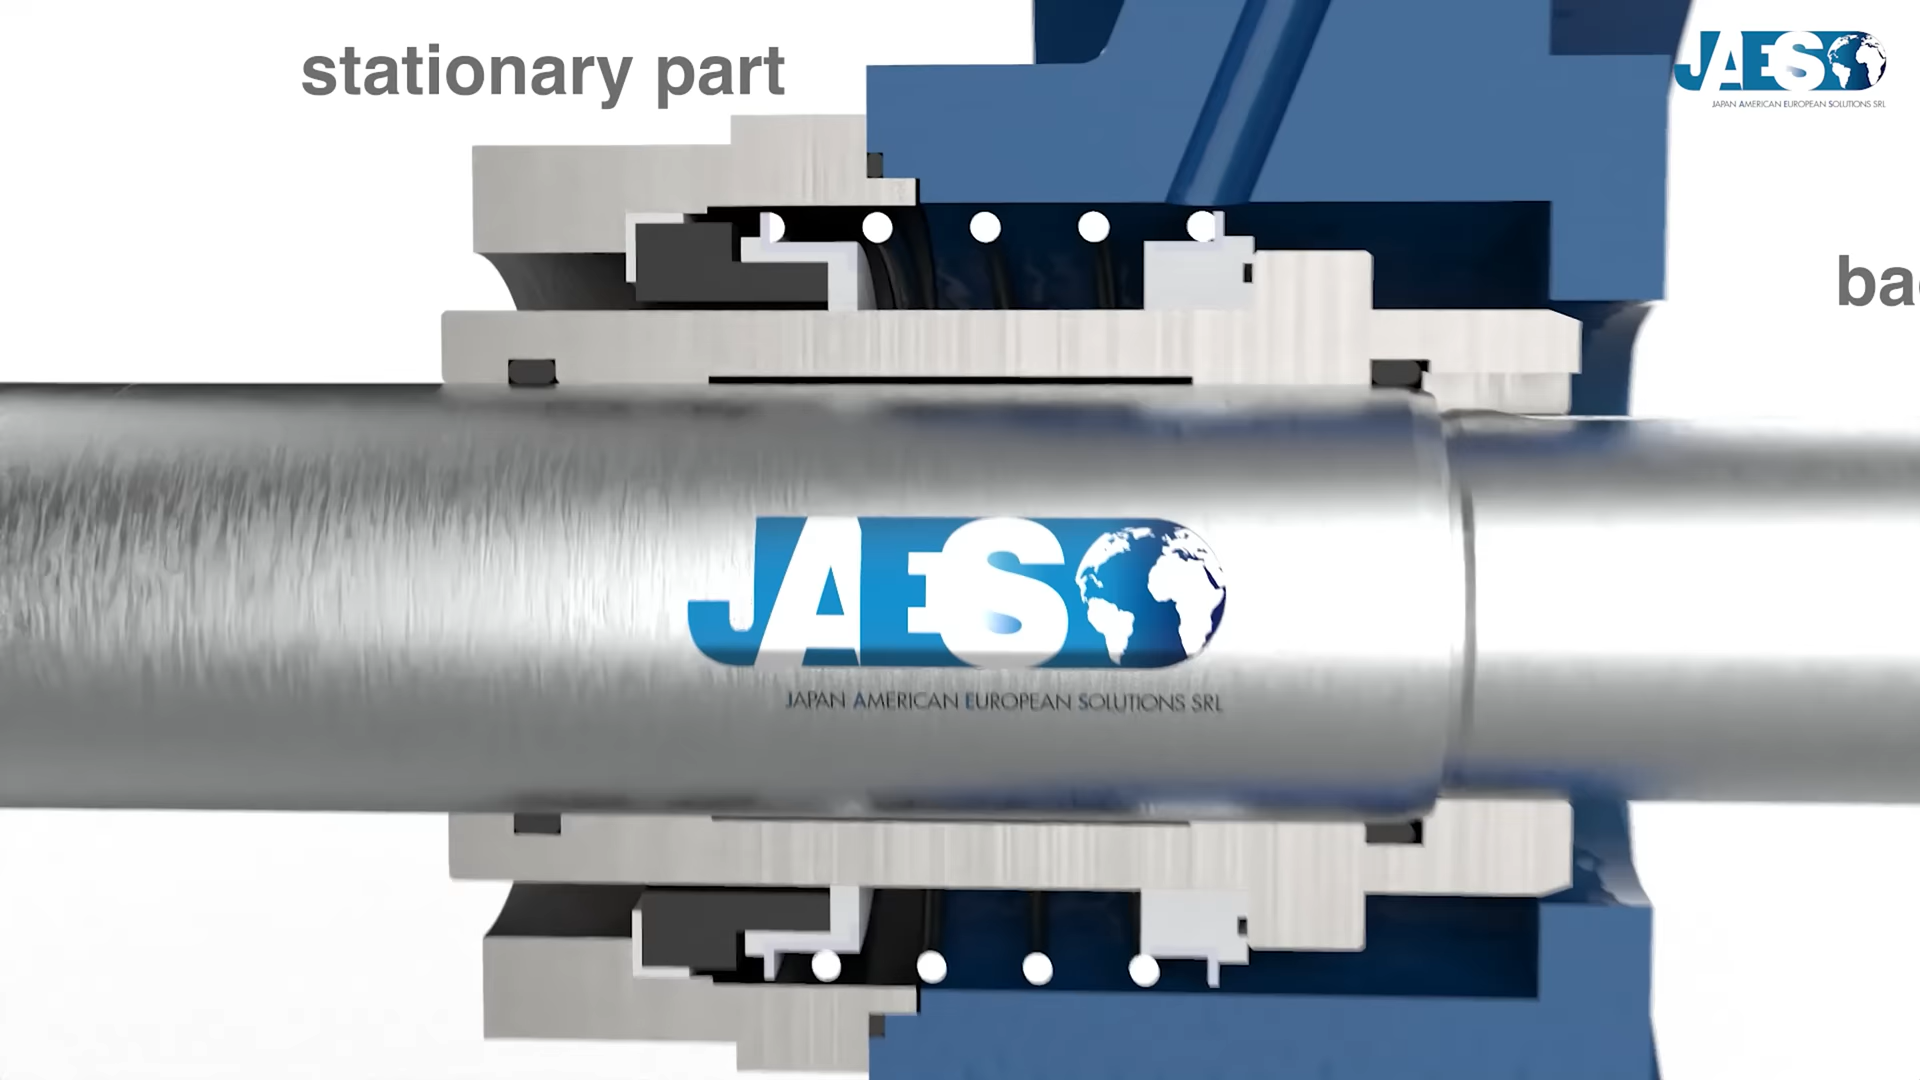 stationary part
JAES
JAPAN AMERICAN EUROPEAN SOLUTIONS SRL
JAES
JAPAN AMERICAN EUROPEAN SOLUTIONS SRL